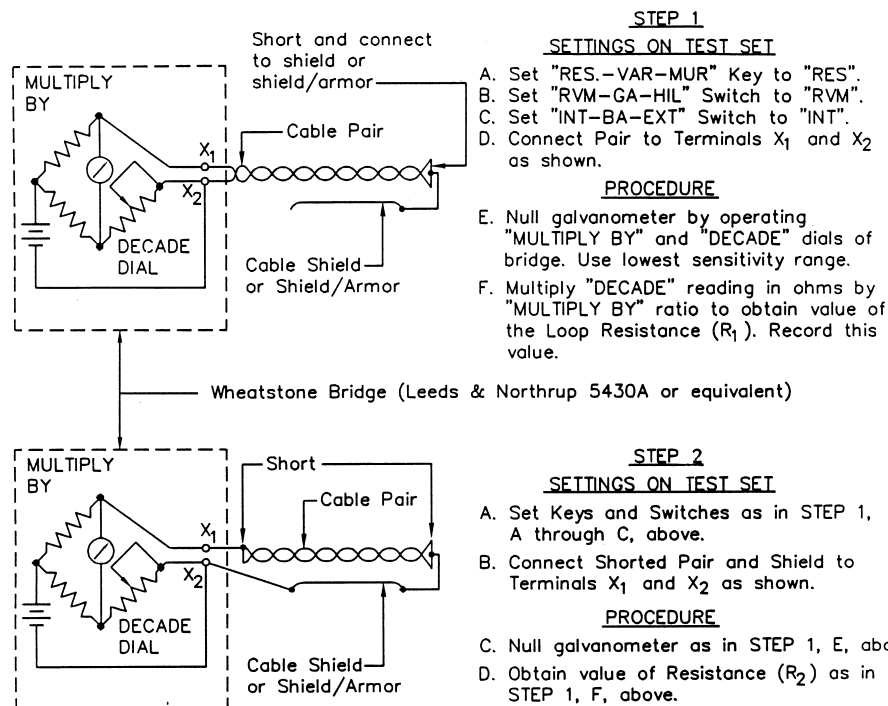 STEP 1
SETTINGS ON TEST SET
A. Set "RES.-VAR-MUR" Key to "RES".
B. Set "RVM-GA-HIL" Switch to "RVM".
C. Set "INT-BA-EXT" Switch to "INT".
D. Connect Pair to Terminals X1 and X2
as shown.
PROCEDURE
E. Null galvanometer by operating
"MULTIPLY BY" and "DECADE" dials of
bridge. Use lowest sensitivity range.
F. Multiply "DECADE" reading in ohms by
"MULTIPLY BY" ratio to obtain value of
the Loop Resistance (R1). Record this
value.
Short and connect
to shield or
shield/armor
MULTIPLY
BY
Cable Pair
X1
X2
DECADE
DIAL
Cable Shield
or Shield/Armor
Wheatstone Bridge (Leeds & Northrup 5430A or equivalent)
MULTIPLY
BY
Short
Cable Pair
X1
X2
DECADE
DIAL
Cable Shield
or Shield/Armor
STEP 2
SETTINGS ON TEST SET
A. Set Keys and Switches as in STEP 1,
A through C, above.
B. Connect Shorted Pair and Shield to
Terminals X1 and X2 as shown.
PROCEDURE
C. Null galvanometer as in STEP 1, E,
D. Obtain value of Resistance (R2) as in
STEP 1, F, above.